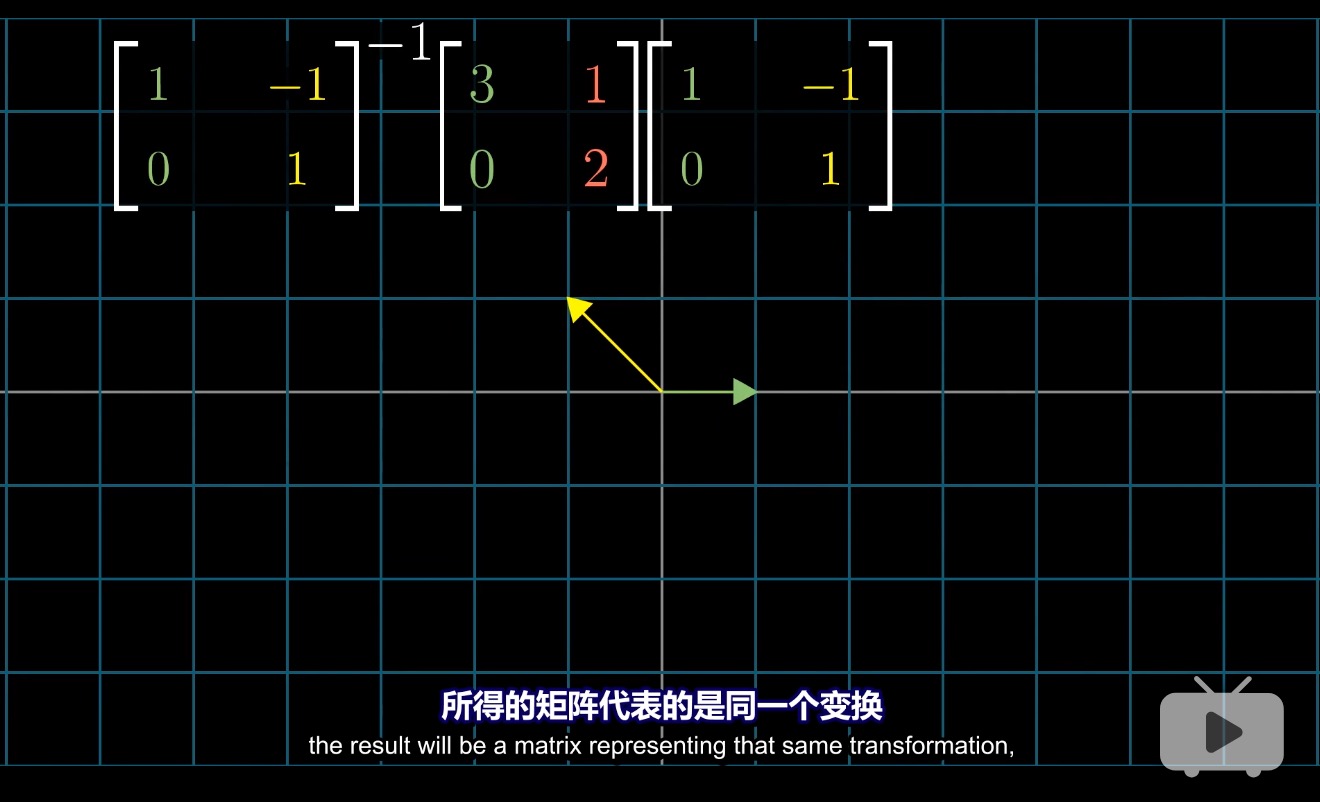 [1 −1]⁻¹ [3 1] [1 −1]
[0 1] [0 2] [0 1]
所得的矩阵代表的是同一个变换
the result will be a matrix representing that same transformation,